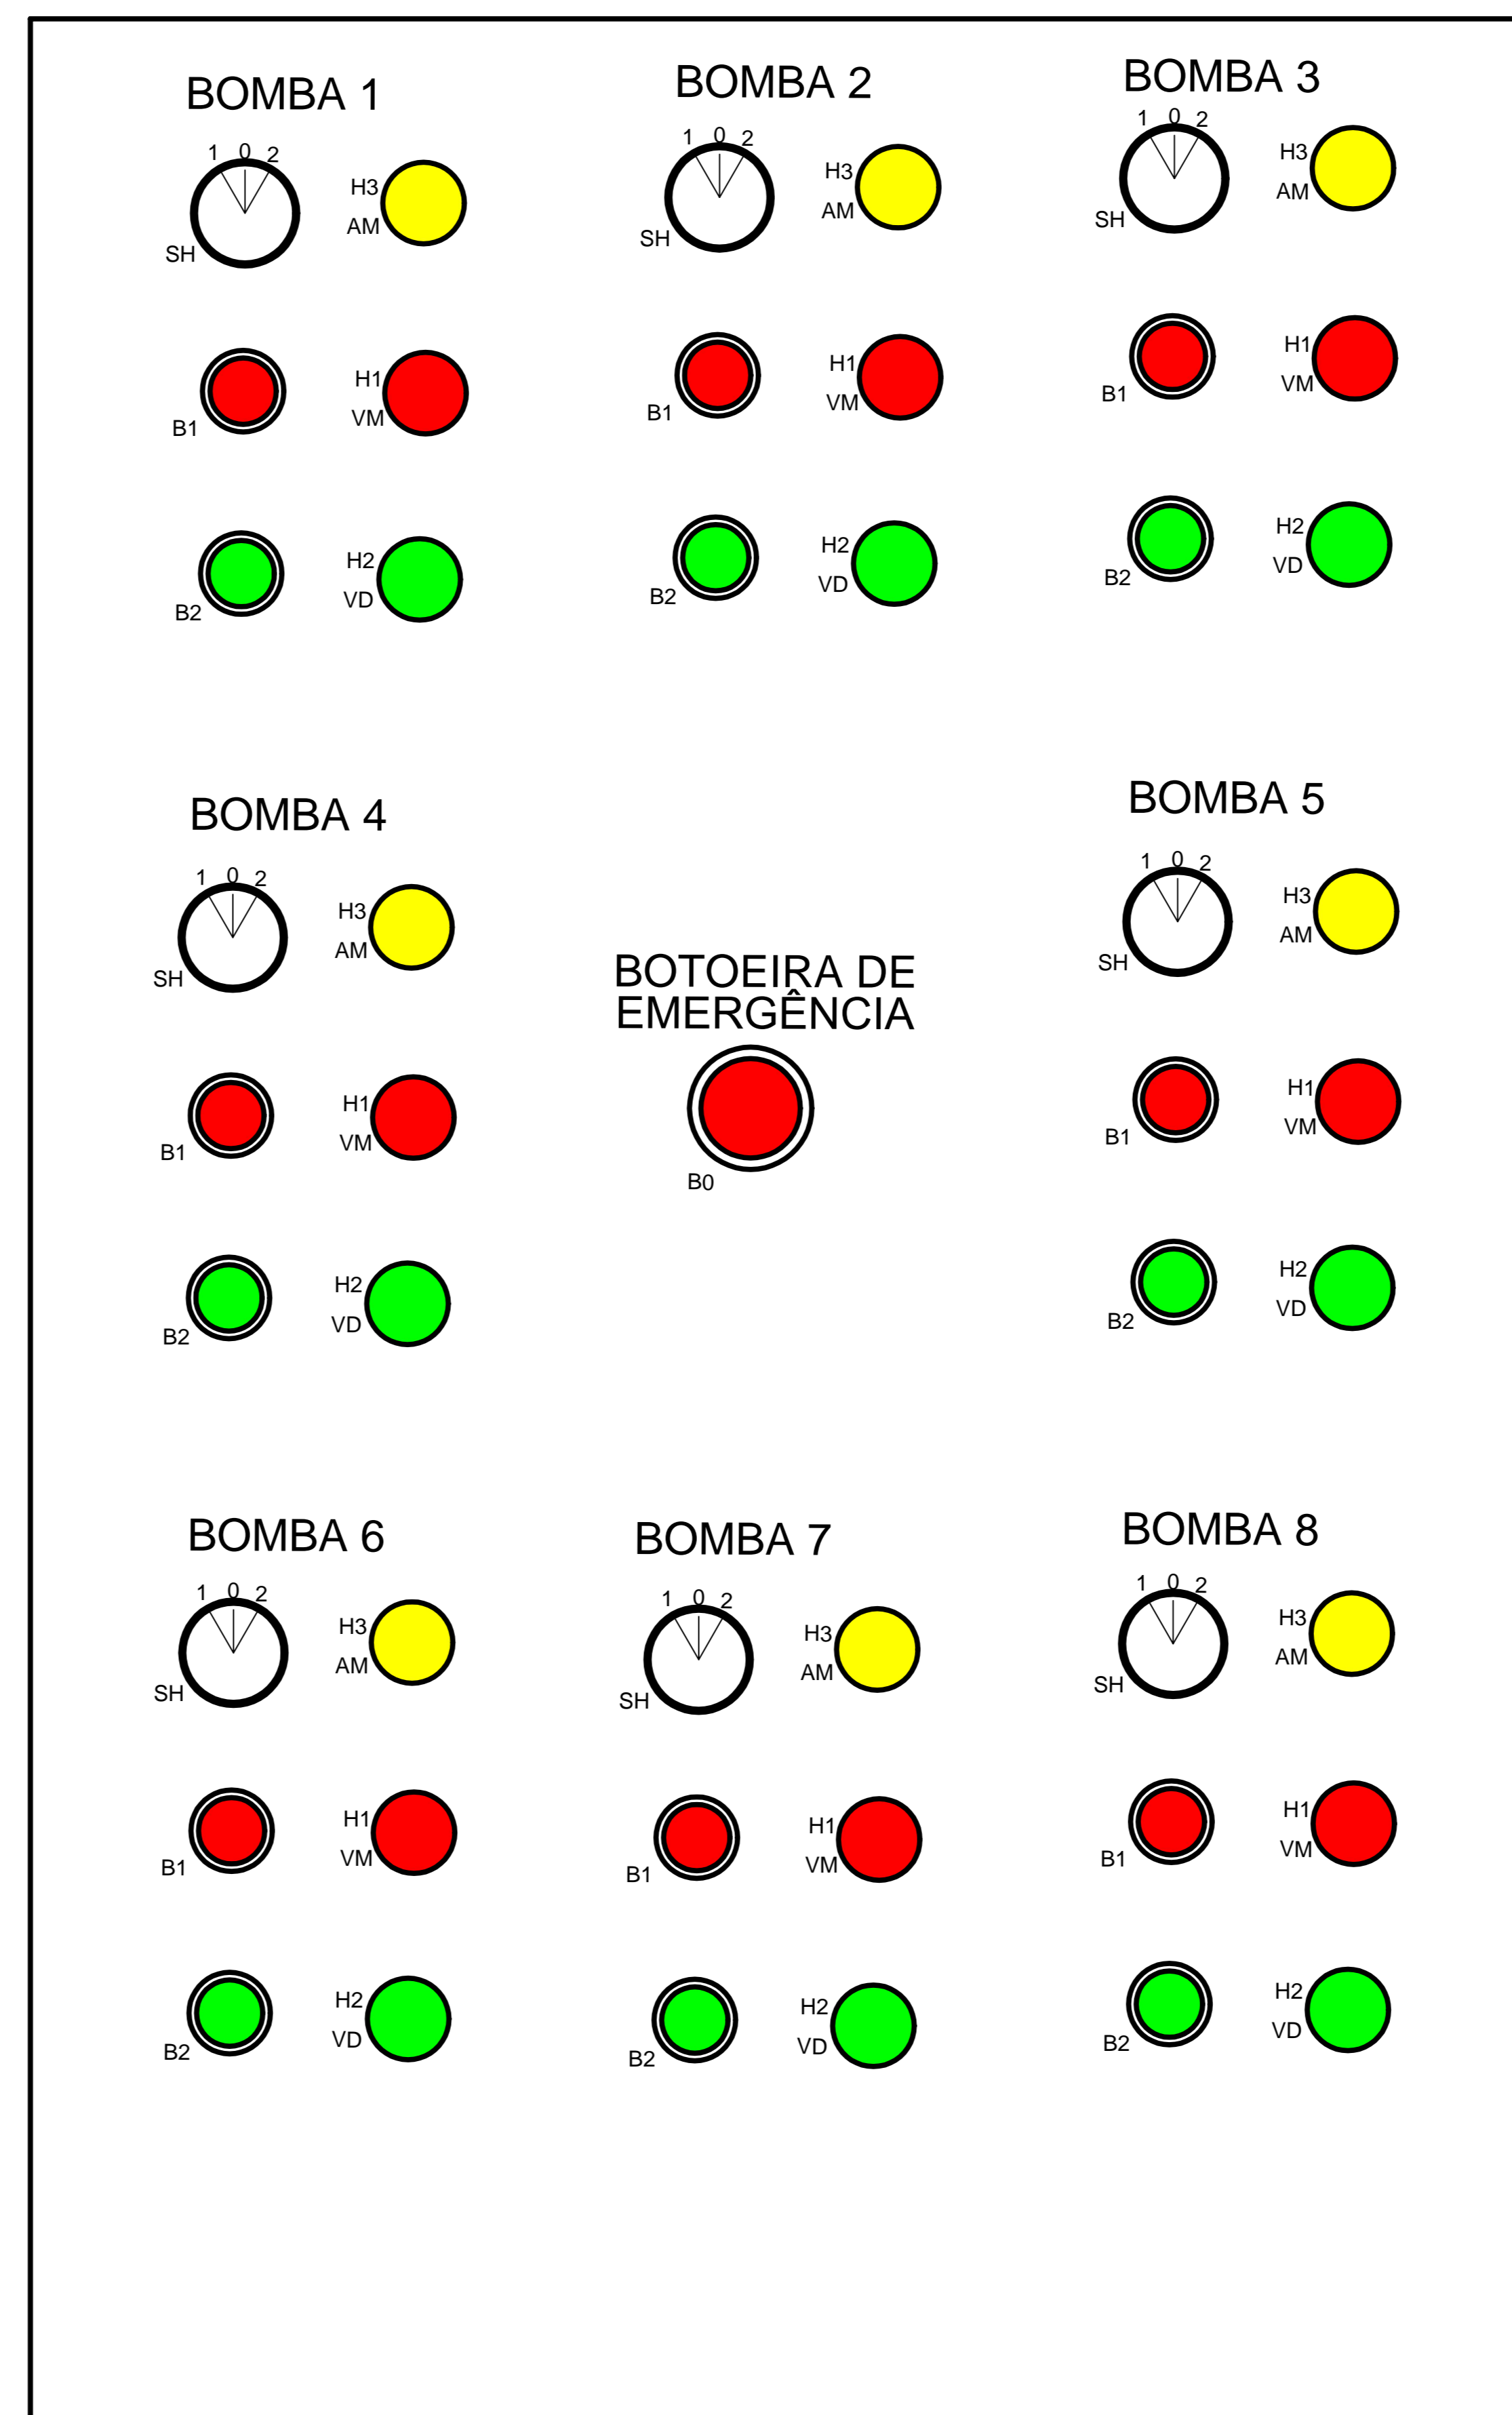 BOMBA 1
1 0 2
H3
AM
SH
H1
VM
B1
H2
VD
B2
BOMBA 2
1 0 2
H3
AM
SH
H1
VM
B1
H2
VD
B2
BOMBA 3
1 0 2
H3
AM
SH
H1
VM
B1
H2
VD
B2
BOMBA 4
1 0 2
H3
AM
SH
H1
VM
B1
H2
VD
B2
BOTOEIRA DE
EMERGÊNCIA
B0
BOMBA 5
1 0 2
H3
AM
SH
H1
VM
B1
H2
VD
B2
BOMBA 6
1 0 2
H3
AM
SH
H1
VM
B1
H2
VD
B2
BOMBA 7
1 0 2
H3
AM
SH
H1
VM
B1
H2
VD
B2
BOMBA 8
1 0 2
H3
AM
SH
H1
VM
B1
H2
VD
B2